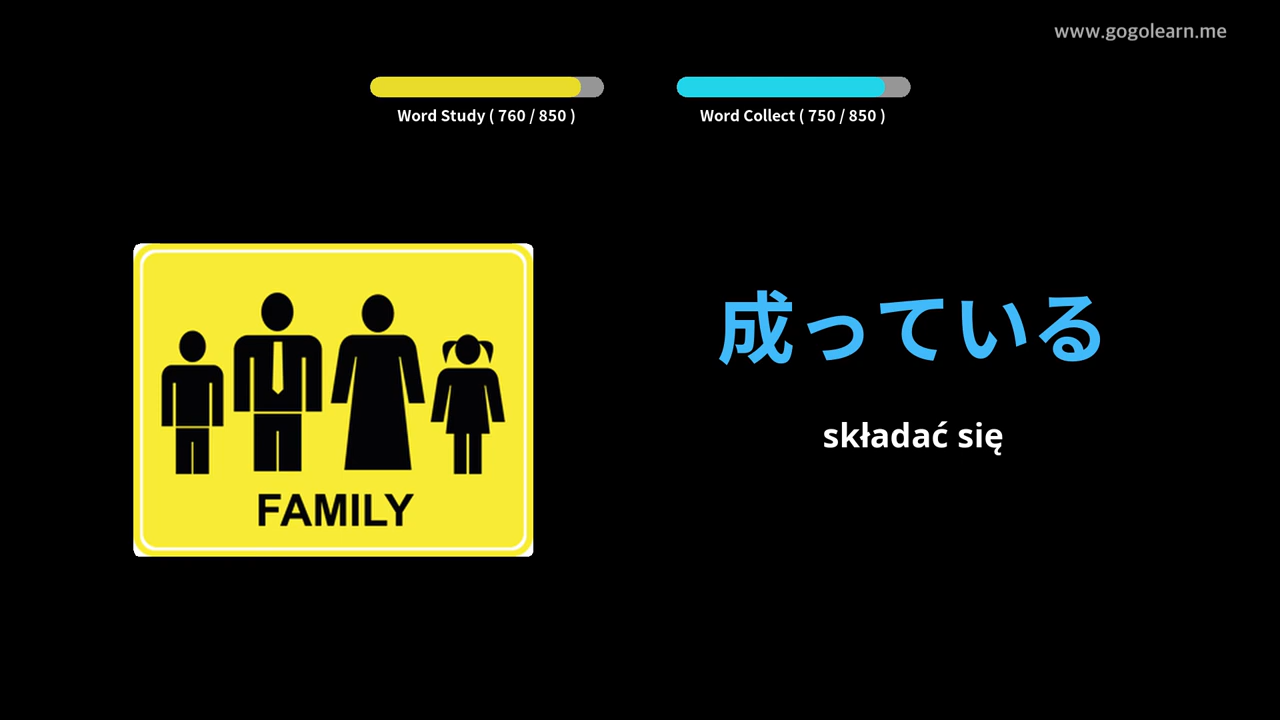 www.gogolearn.me
Word Study ( 760 / 850 )
Word Collect ( 750 / 850 )
FAMILY
成っている
składać się